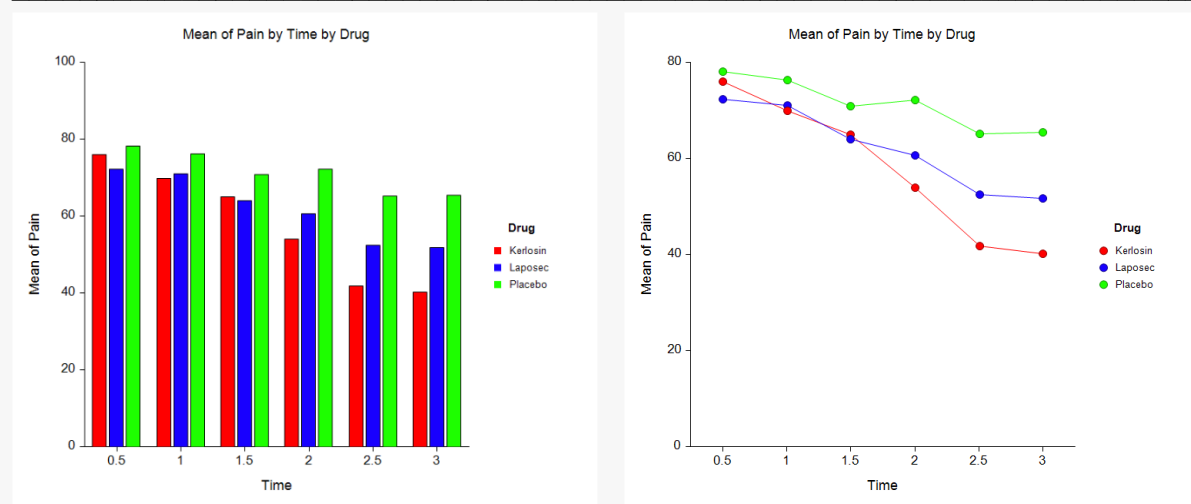 Mean of Pain by Time by Drug
100
80
60
40
20
0
Mean of Pain
0.5 1 1.5 2 2.5 3
Time
Drug
Kerlosin
Laposec
Placebo
Mean of Pain by Time by Drug
80
60
40
20
0
Mean of Pain
0.5 1 1.5 2 2.5 3
Time
Drug
Kerlosin
Laposec
Placebo